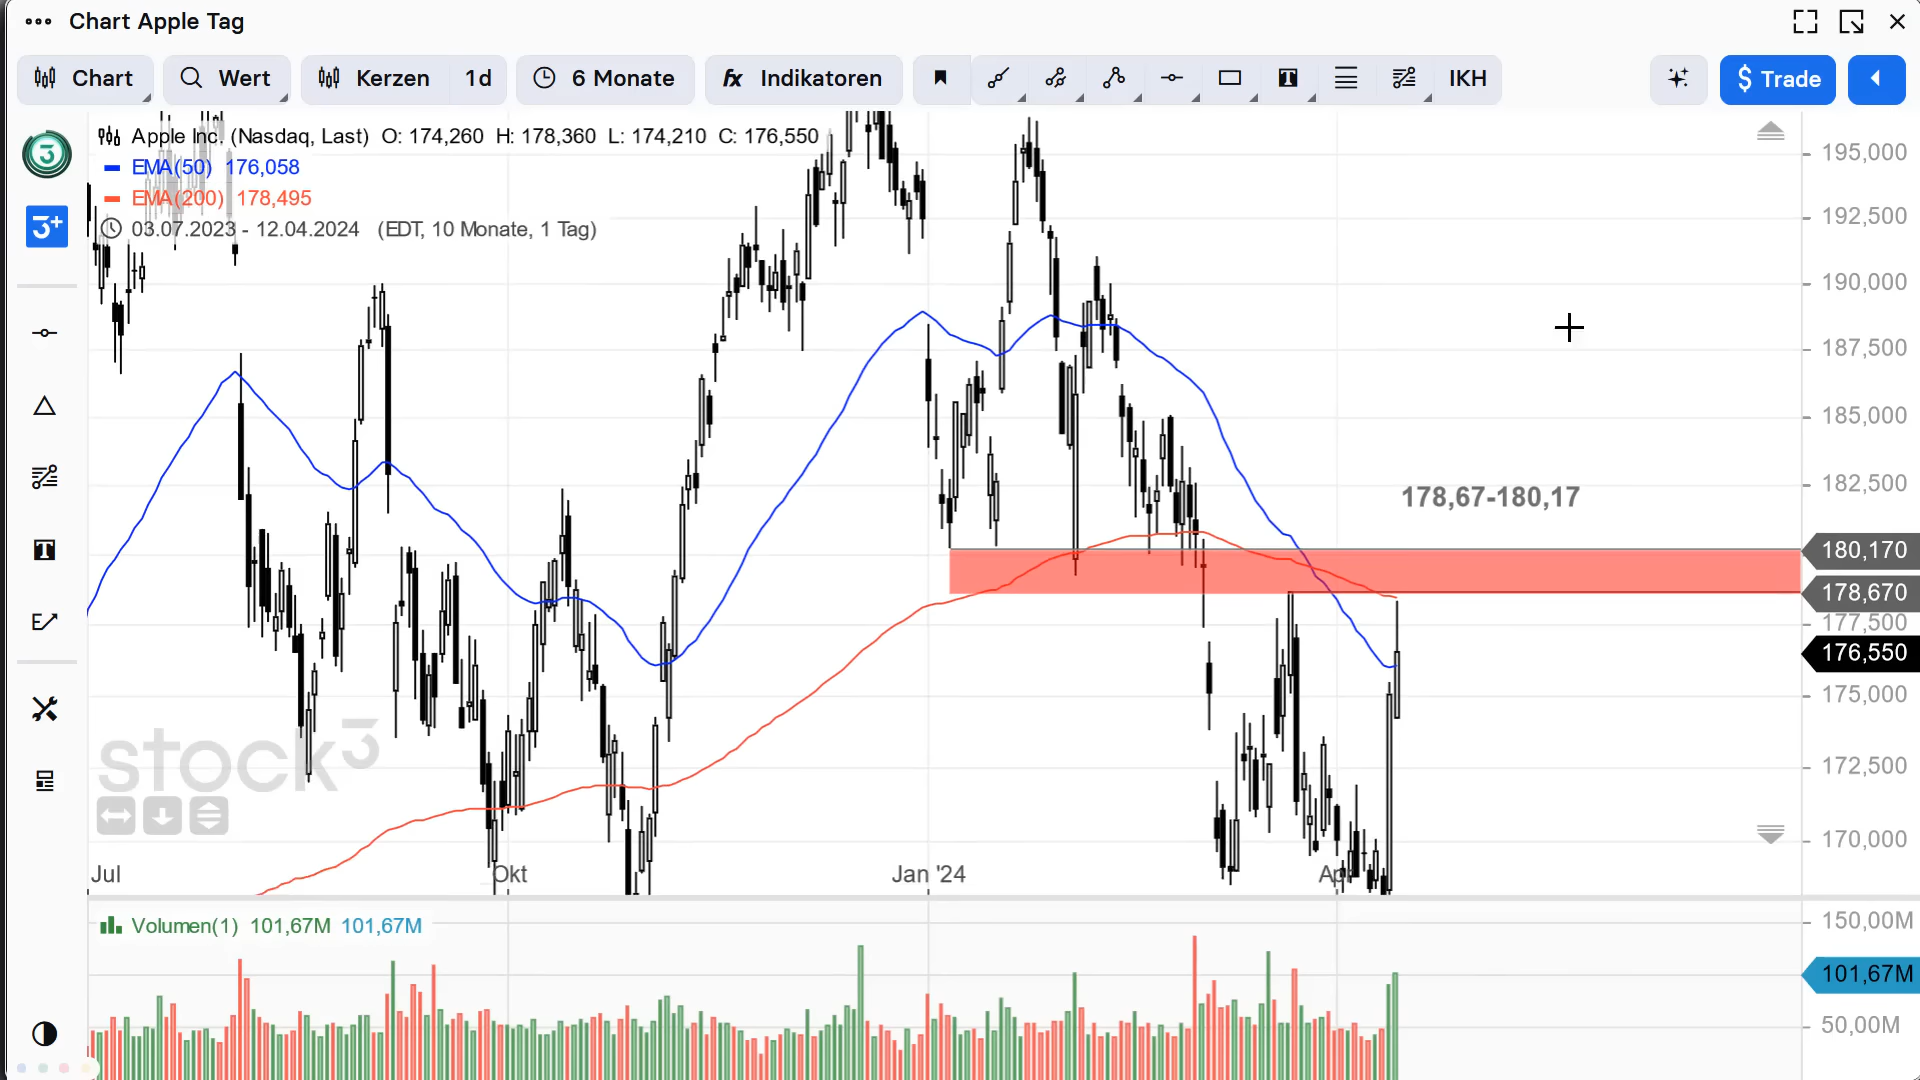 Chart Apple Tag
Chart
Wert
Kerzen
1d
6 Monate
fx Indikatoren
T
IKH
$ Trade
Apple Inc. (Nasdaq, Last) O: 174,260 H: 178,360 L: 174,210 C: 176,550
EMA(50) 176,058
EMA(200) 178,495
03.07.2023 - 12.04.2024 (EDT, 10 Monate, 1 Tag)
3
3+
T
E
195,000
192,500
190,000
187,500
185,000
182,500
178,67-180,17
180,170
178,670
177,500
176,550
175,000
172,500
170,000
stock3
Jul
Okt
Jan '24
Apr
Volumen(1) 101,67M 101,67M
150,00M
101,67M
50,00M